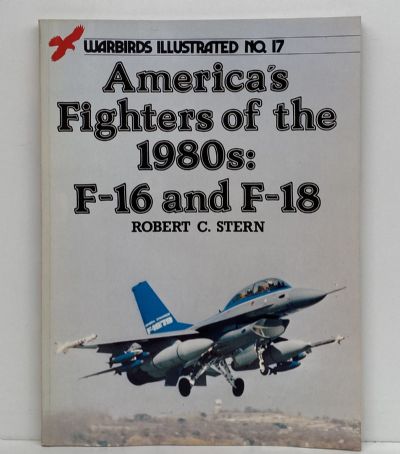 WARBIRDS ILLUSTRATED NO. 17
America's
Fighters of the
1980s:
F-16 and F-18
ROBERT C. STERN